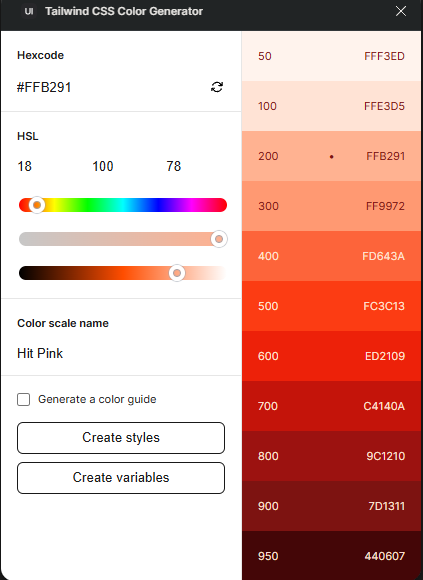 UI Tailwind CSS Color Generator
Hexcode
#FFB291
HSL
18 100 78
Color scale name
Hit Pink
Generate a color guide
Create styles
Create variables
50 FFF3ED
100 FFE3D5
200 FFB291
300 FF9972
400 FD643A
500 FC3C13
600 ED2109
700 C4140A
800 9C1210
900 7D1311
950 440607